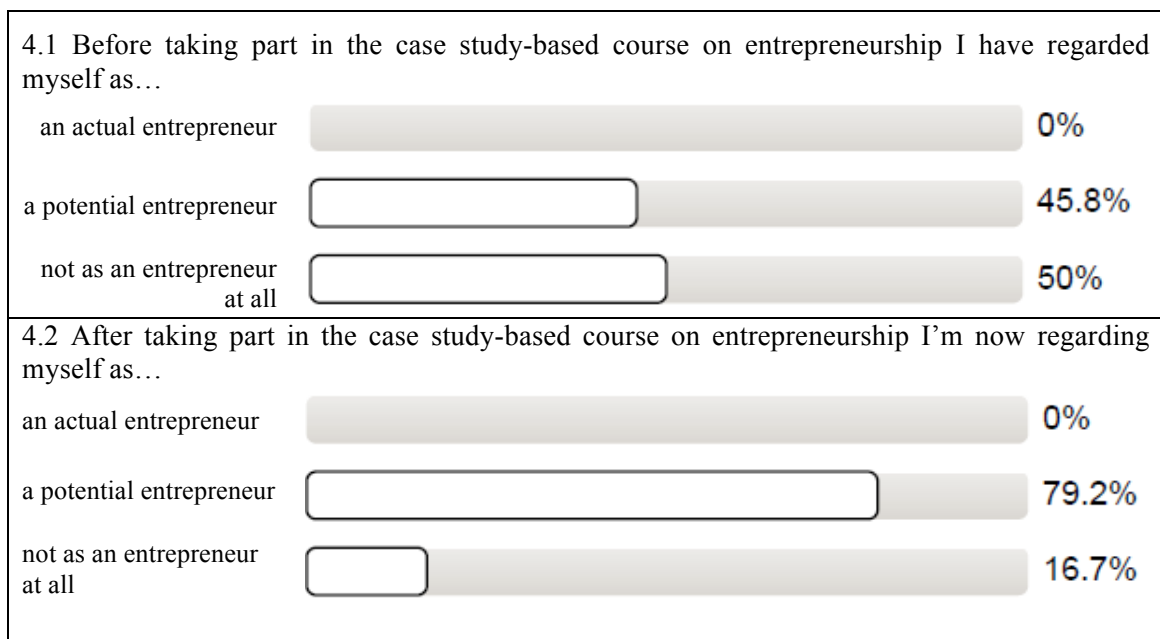 4.1 Before taking part in the case study-based course on entrepreneurship I have regarded
myself as…
an actual entrepreneur 0%
a potential entrepreneur 45.8%
not as an entrepreneur
at all 50%
4.2 After taking part in the case study-based course on entrepreneurship I’m now regarding
myself as…
an actual entrepreneur 0%
a potential entrepreneur 79.2%
not as an entrepreneur
at all 16.7%